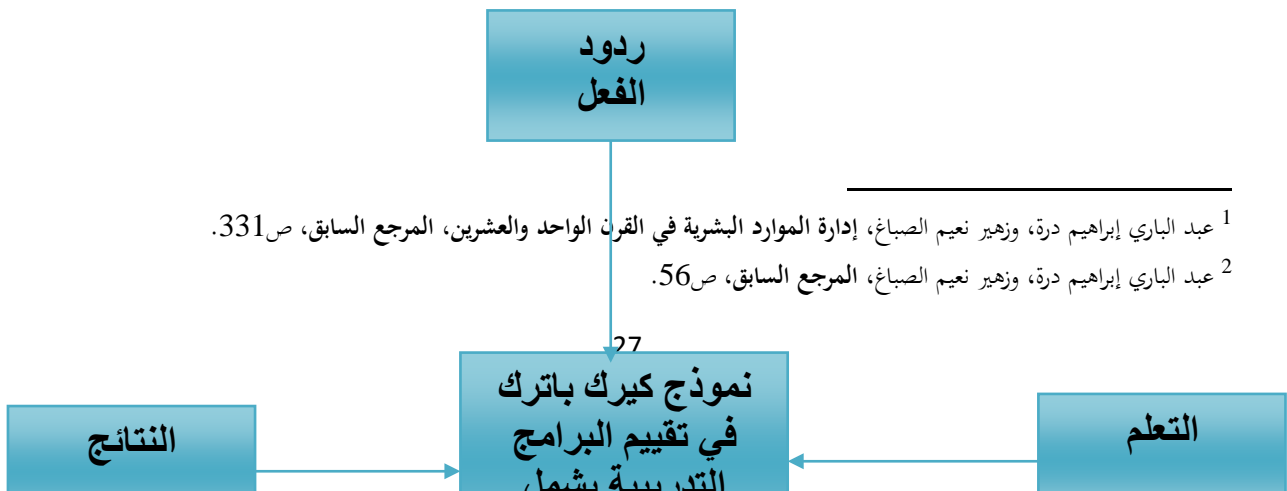 ردود
الفعل
1 عبد الباري إبراهيم درة، وزهير نعيم الصباغ، إدارة الموارد البشرية في القرن الواحد والعشرين، المرجع السابق، ص331.
2 عبد الباري إبراهيم درة، وزهير نعيم الصباغ، المرجع السابق، ص56.
27
نموذج كيرك باترك
في تقييم البرامج
التدريبية يشمل
التعلم
النتائج